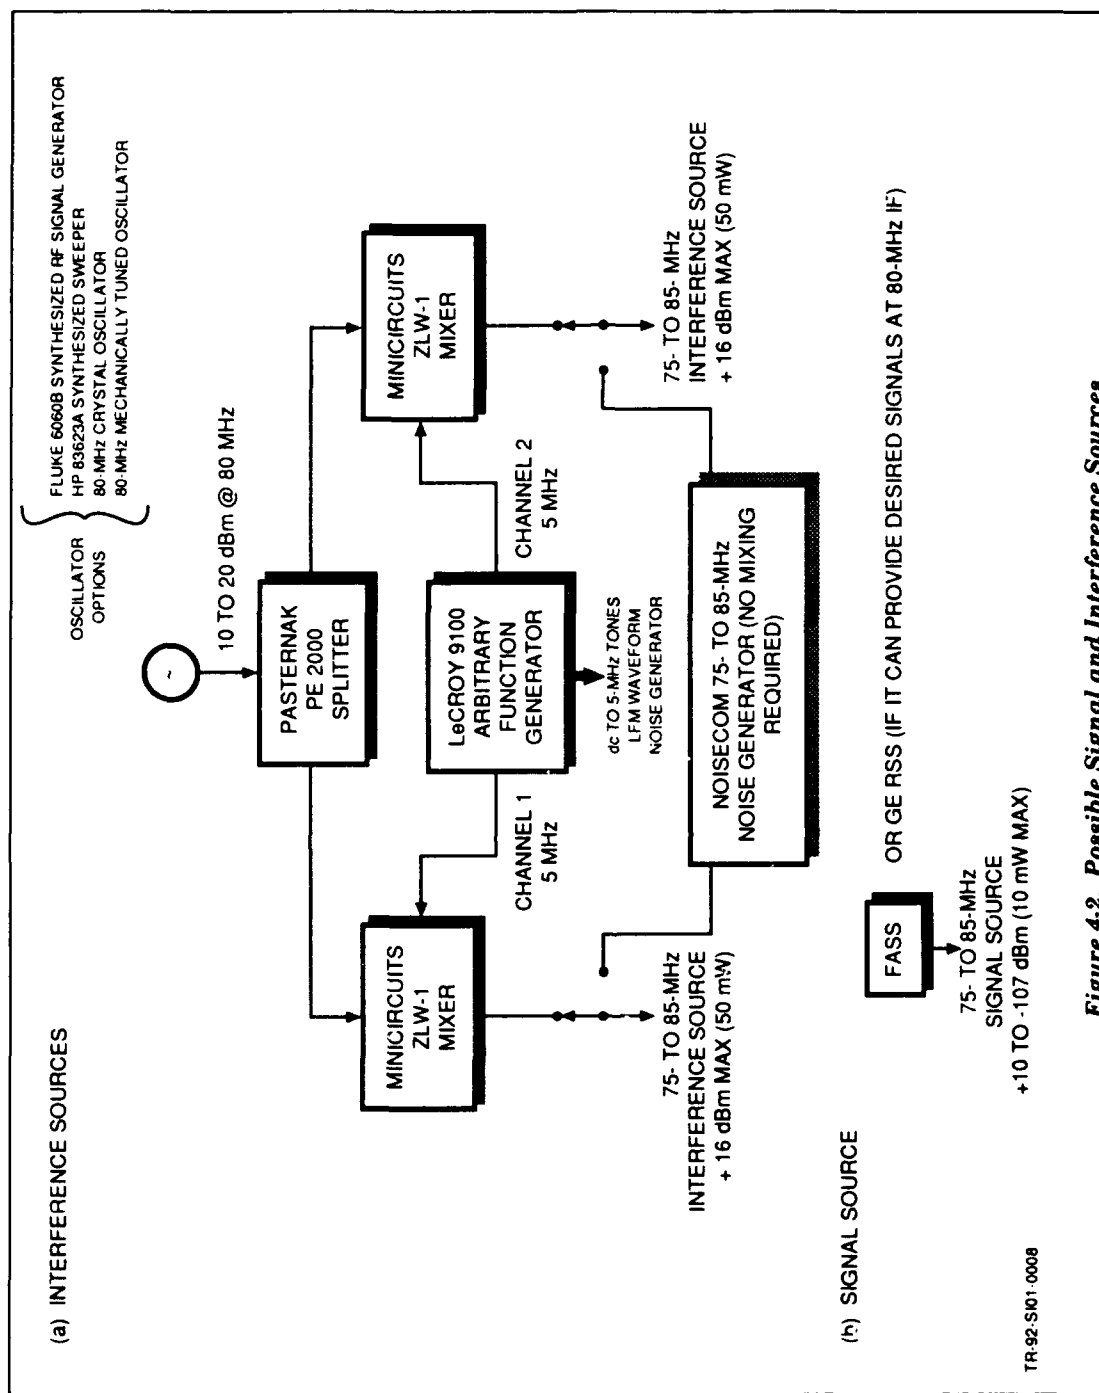 (a) INTERFERENCE SOURCES
OSCILLATOR
OPTIONS
FLUKE 6060B SYNTHESIZED RF SIGNAL GENERATOR
HP 83623A SYNTHESIZED SWEEPER
80-MHz CRYSTAL OSCILLATOR
80-MHz MECHANICALLY TUNED OSCILLATOR
~
10 TO 20 dBm @ 80 MHz
PASTERNAK
PE 2000
SPLITTER
MINICIRCUITS
ZLW-1
MIXER
CHANNEL 1
5 MHz
LeCROY 9100
ARBITRARY
FUNCTION
GENERATOR
CHANNEL 2
5 MHz
MINICIRCUITS
ZLW-1
MIXER
dc TO 5-MHz TONES
LFM WAVEFORM
NOISE GENERATOR
75- TO 85-MHz
INTERFERENCE SOURCE
+ 16 dBm MAX (50 mW)
NOISECOM 75- TO 85-MHz
NOISE GENERATOR (NO MIXING
REQUIRED)
75- TO 85- MHz
INTERFERENCE SOURCE
+ 16 dBm MAX (50 mW)
(b) SIGNAL SOURCE
FASS
OR GE RSS (IF IT CAN PROVIDE DESIRED SIGNALS AT 80-MHz IF)
75- TO 85-MHz
SIGNAL SOURCE
+10 TO -107 dBm (10 mW MAX)
TR-92-SI01-0008
Figure 4-2. Possible Signal and Interference Sources